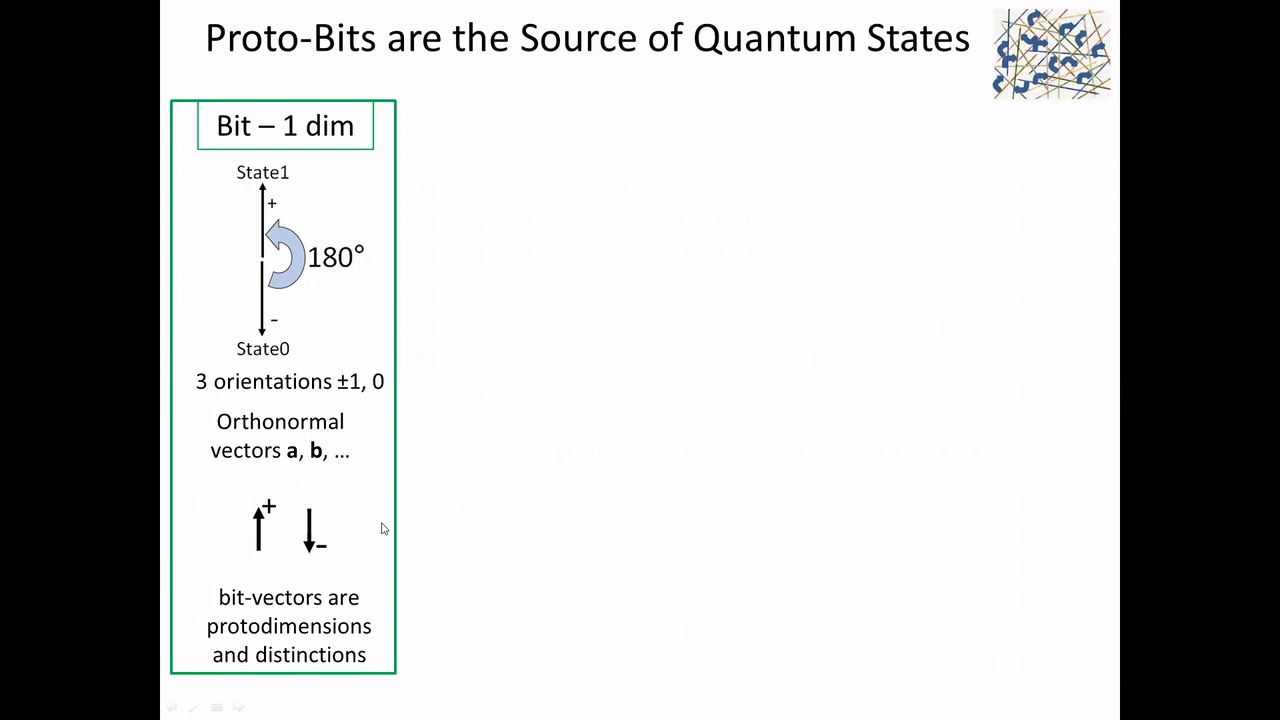 Proto-Bits are the Source of Quantum States
Bit – 1 dim
State1
+
180°
-
State0
3 orientations ±1, 0
Orthonormal
vectors a, b, …
+
-
bit-vectors are
protodimensions
and distinctions